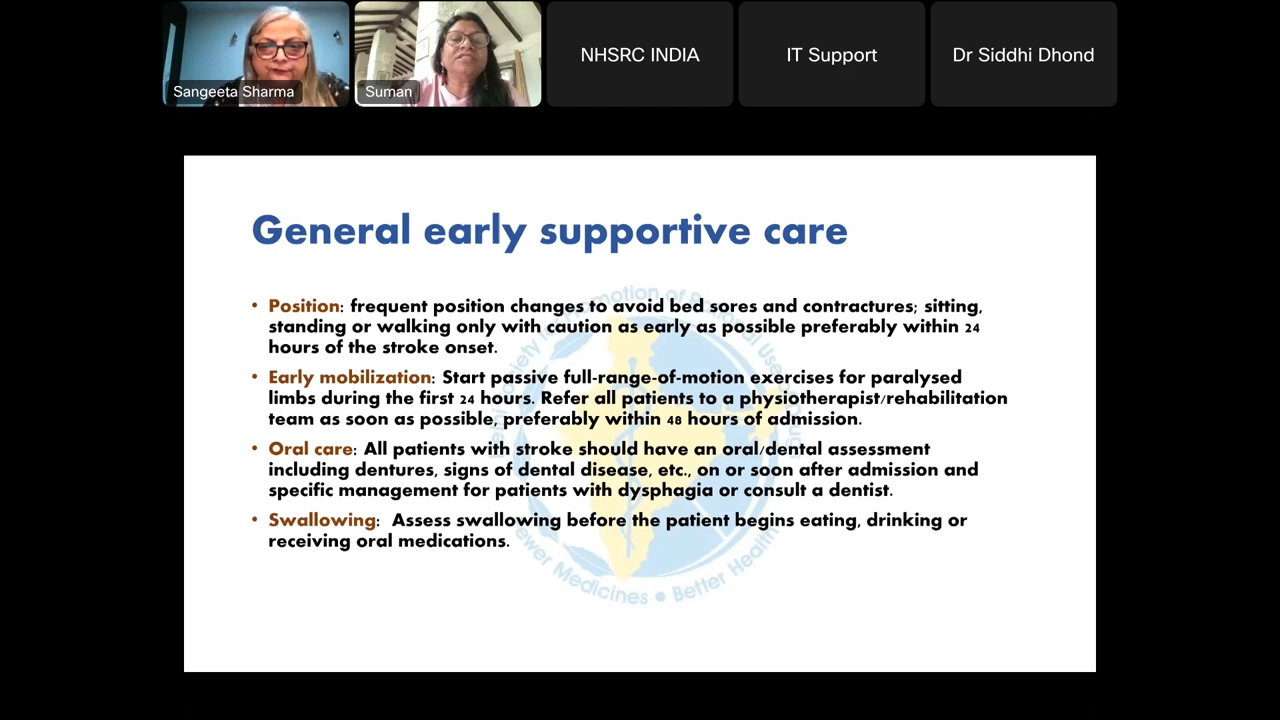 Sangeeta Sharma
Suman
NHSRC INDIA
IT Support
Dr Siddhi Dhond
General early supportive care
• Position: frequent position changes to avoid bed sores and contractures; sitting,
standing or walking only with caution as early as possible preferably within 24
hours of the stroke onset.
• Early mobilization: Start passive full-range-of-motion exercises for paralysed
limbs during the first 24 hours. Refer all patients to a physiotherapist/rehabilitation
team as soon as possible, preferably within 48 hours of admission.
• Oral care: All patients with stroke should have an oral/dental assessment
including dentures, signs of dental disease, etc., on or soon after admission and
specific management for patients with dysphagia or consult a dentist.
• Swallowing: Assess swallowing before the patient begins eating, drinking or
receiving oral medications.
Medicines • Better Health